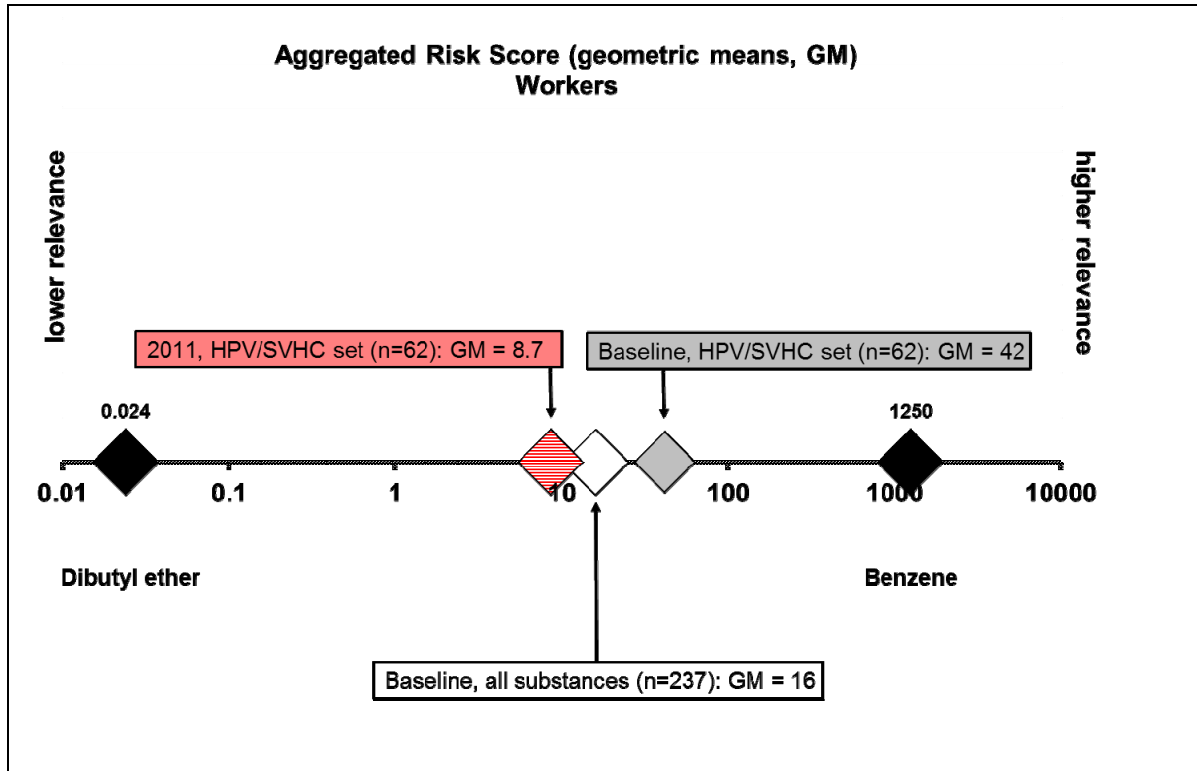 Aggregated Risk Score (geometric means, GM)
Workers
lower relevance
higher relevance
2011, HPV/SVHC set (n=62): GM = 8.7
Baseline, HPV/SVHC set (n=62): GM = 42
0.024
1250
0.01
0.1
1
10
100
1000
10000
Dibutyl ether
Benzene
Baseline, all substances (n=237): GM = 16